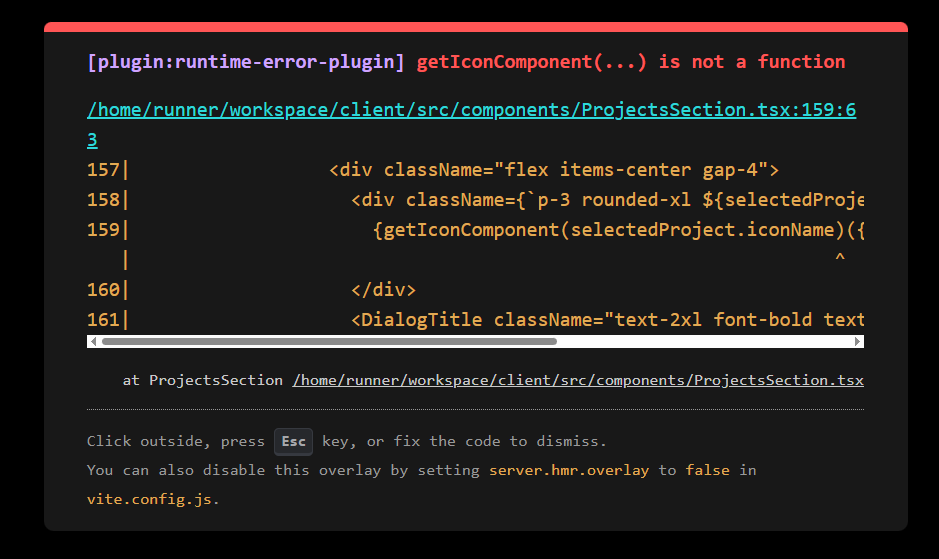 [plugin:runtime-error-plugin] getIconComponent(...) is not a function
/home/runner/workspace/client/src/components/ProjectsSection.tsx:159:6
3
157|                  <div className="flex items-center gap-4">
158|                    <div className={`p-3 rounded-xl ${selectedProje
159|                      {getIconComponent(selectedProject.iconName)({
   |                                                                ^
160|                    </div>
161|                    <DialogTitle className="text-2xl font-bold text
at ProjectsSection /home/runner/workspace/client/src/components/ProjectsSection.tsx
Click outside, press Esc key, or fix the code to dismiss.
You can also disable this overlay by setting server.hmr.overlay to false in
vite.config.js.